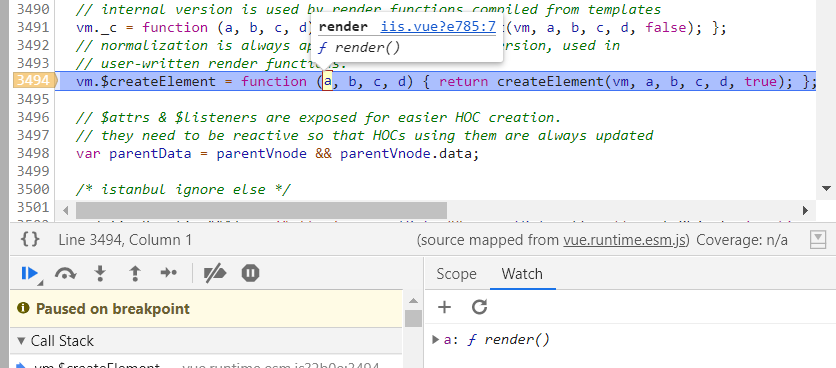 3490 // internal version is used by render functions compiled from templates
3491 vm._c = function (a, b, c, d) (vm, a, b, c, d, false); };
3492 // normalization is always ap ersion, used in
render iis.vue?e785:7
ƒ render()
3493 // user-written render functions.
3494 vm.$createElement = function (a, b, c, d) { return createElement(vm, a, b, c, d, true); };
3495
3496 // $attrs & $listeners are exposed for easier HOC creation.
3497 // they need to be reactive so that HOCs using them are always updated
3498 var parentData = parentVnode && parentVnode.data;
3499
3500 /* istanbul ignore else */
3501
{} Line 3494, Column 1 (source mapped from vue.runtime.esm.js) Coverage: n/a
Scope Watch
Paused on breakpoint
Call Stack
a: ƒ render()
vm.$createElement vue.runtime.esm.js?2b0e:3494